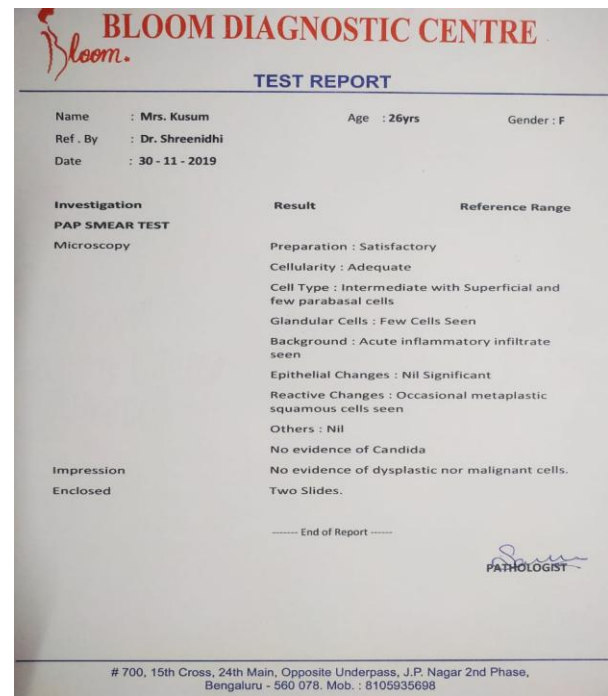 BLOOM DIAGNOSTIC CENTRE
Bloom.
TEST REPORT
Name : Mrs. Kusum Age : 26yrs Gender : F
Ref . By : Dr. Shreenidhi
Date : 30 - 11 - 2019
Investigation Result Reference Range
PAP SMEAR TEST
Microscopy Preparation : Satisfactory
Cellularity : Adequate
Cell Type : Intermediate with Superficial and
few parabasal cells
Glandular Cells : Few Cells Seen
Background : Acute inflammatory infiltrate
seen
Epithelial Changes : Nil Significant
Reactive Changes : Occasional metaplastic
squamous cells seen
Others : Nil
No evidence of Candida
Impression No evidence of dysplastic nor malignant cells.
Enclosed Two Slides.
------- End of Report ------
PATHOLOGIST
# 700, 15th Cross, 24th Main, Opposite Underpass, J.P. Nagar 2nd Phase,
Bengaluru - 560 078. Mob. : 8105935698